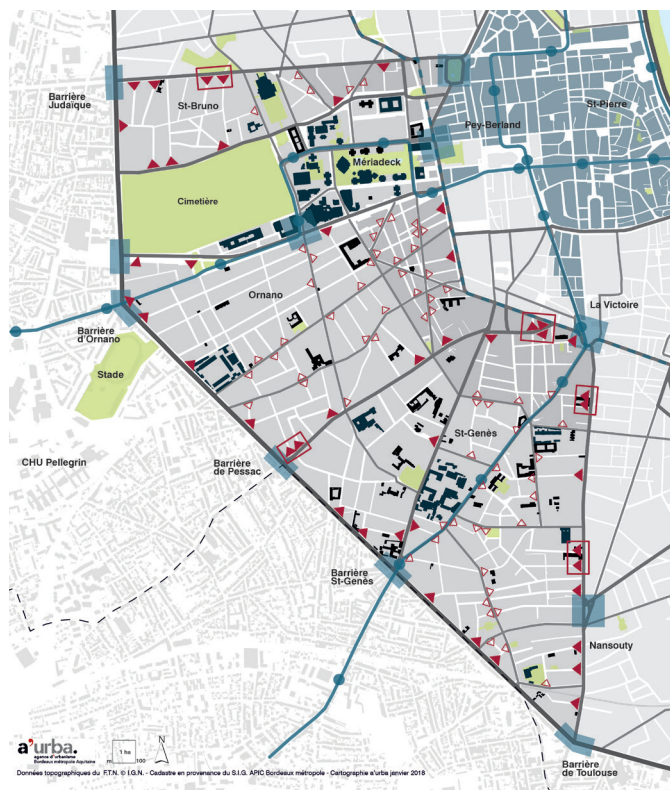 Barrière
Judaïque
St-Bruno
St-Pierre
Pey-Berland
Mériadeck
Cimetière
Ornano
La Victoire
Barrière
d'Ornano
Stade
St-Genès
CHU Pellegrin
Barrière
de Pessac
Barrière
St-Genès
Nansouty
a'urba.
agence d'urbanisme
Bordeaux métropole Aquitaine
1 ha
m 100
N
Barrière
de Toulouse
Données topographiques du F.T.N. © I.G.N. - Cadastre en provenance du S.I.G. APIC Bordeaux métropole - Cartographie a'urba janvier 2018